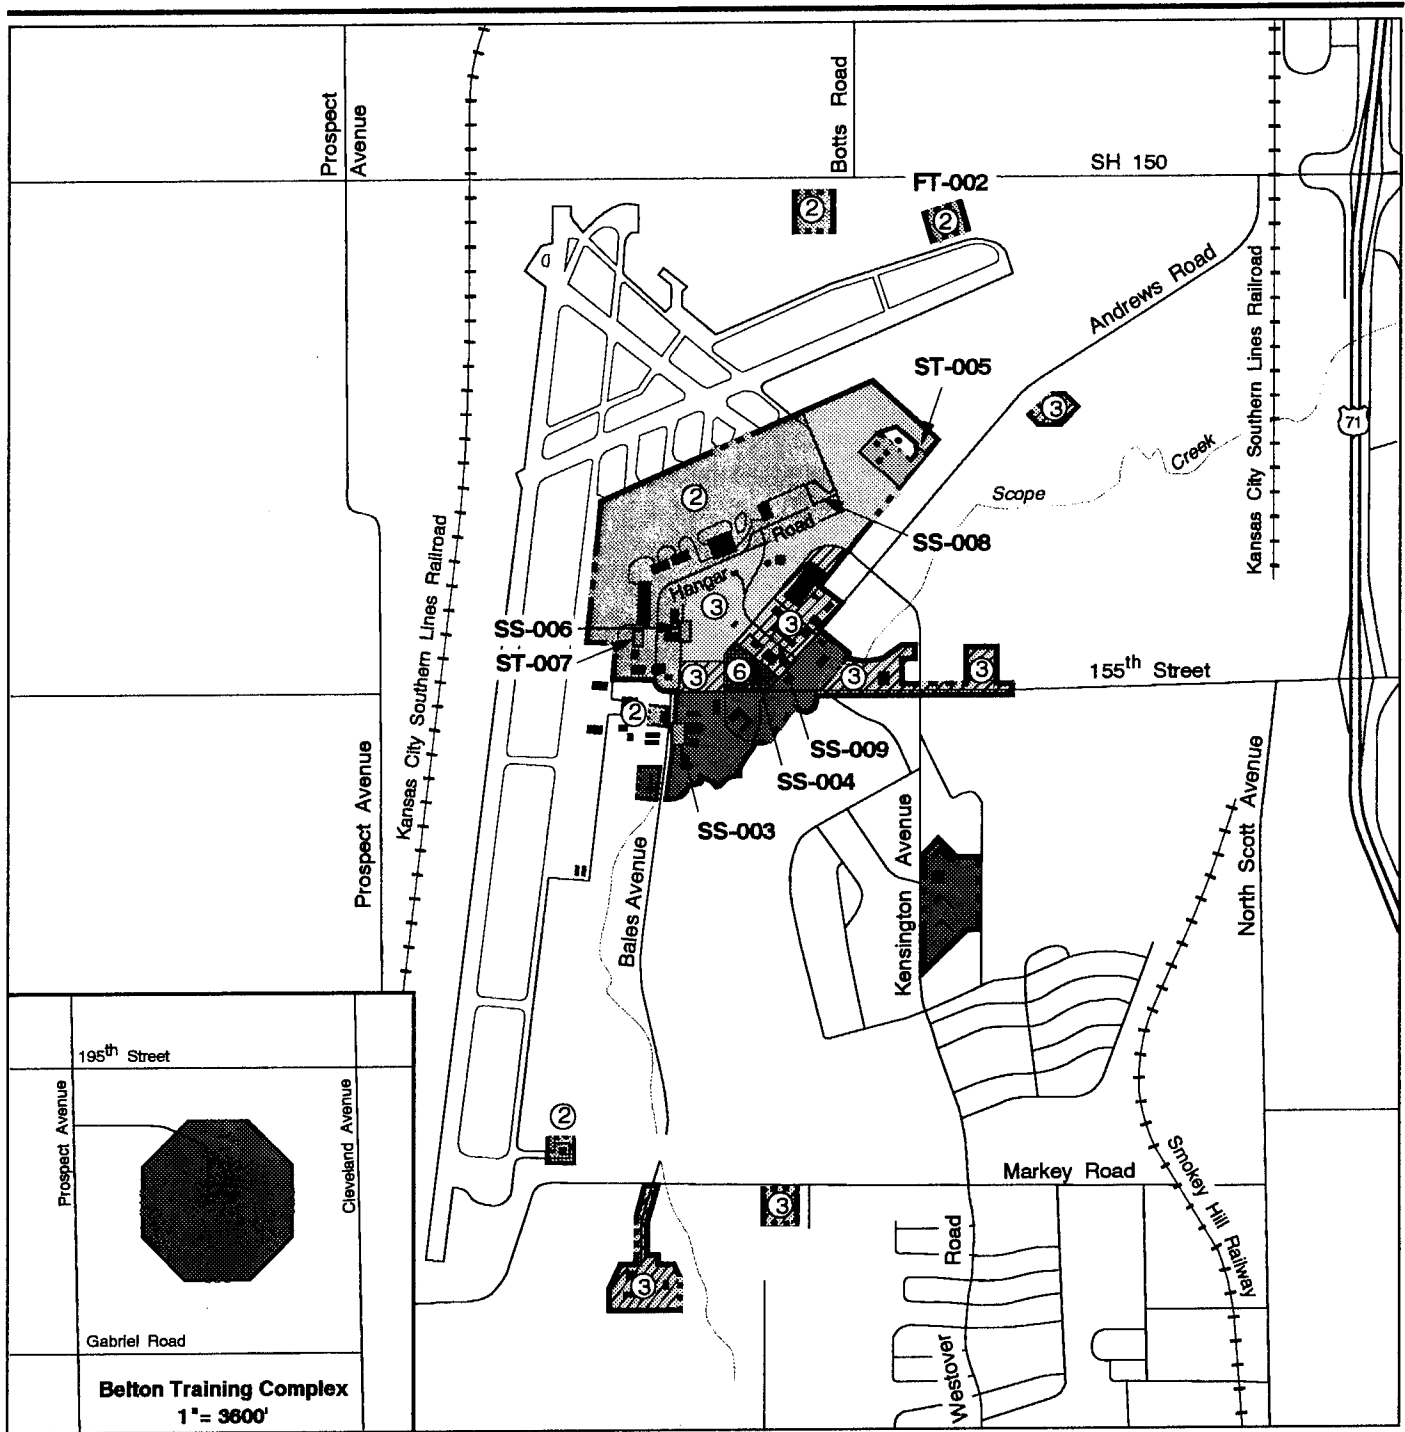 Prospect
Avenue
Botts Road
SH 150
FT-002
2
2
Andrews Road
Kansas City Southern Lines Railroad
ST-005
3
71
Creek
Scope
2
Road
SS-008
Hangar
3
3
Kansas City Southern Lines Railroad
SS-006
ST-007
3
6
3
3
155th Street
2
SS-009
SS-004
SS-003
Prospect Avenue
Bales Avenue
Kensington Avenue
North Scott Avenue
195th Street
Prospect Avenue
Cleveland Avenue
Gabriel Road
Belton Training Complex
1"= 3600'
2
Markey Road
Smokey Hill Railway
3
3
Westover Road